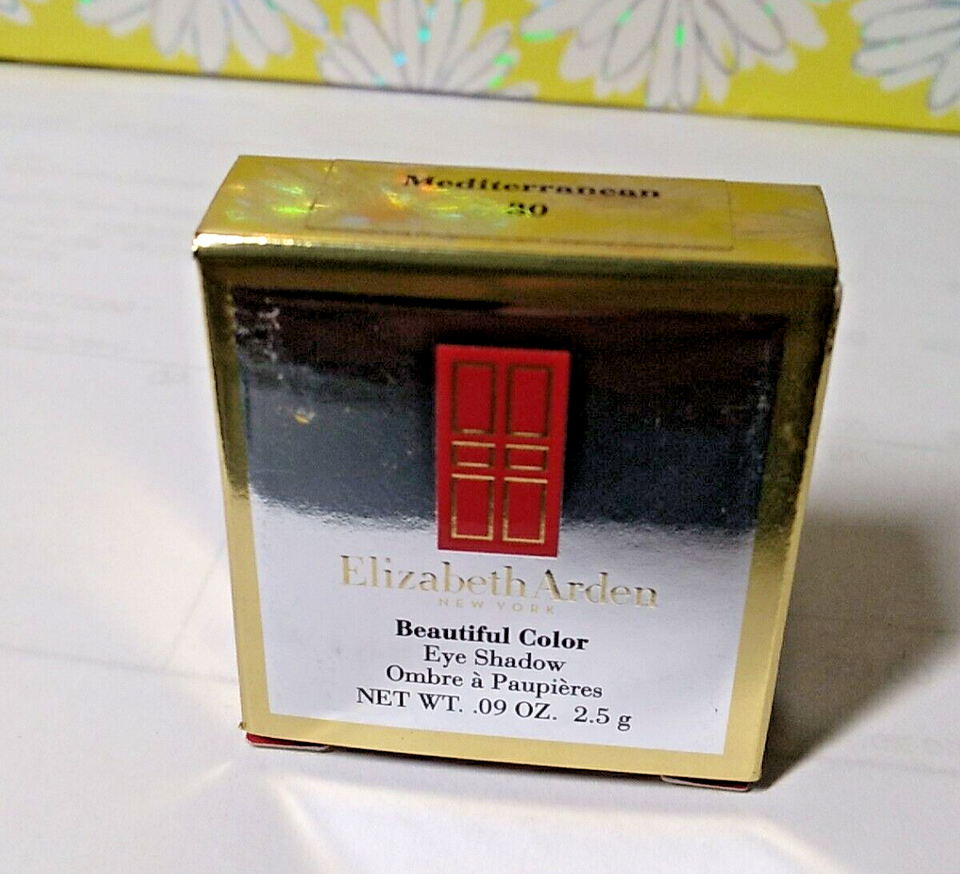 Mediterranean
30
Elizabeth Arden
NEW YORK
Beautiful Color
Eye Shadow
Ombre à Paupières
NET WT. .09 OZ. 2.5 g